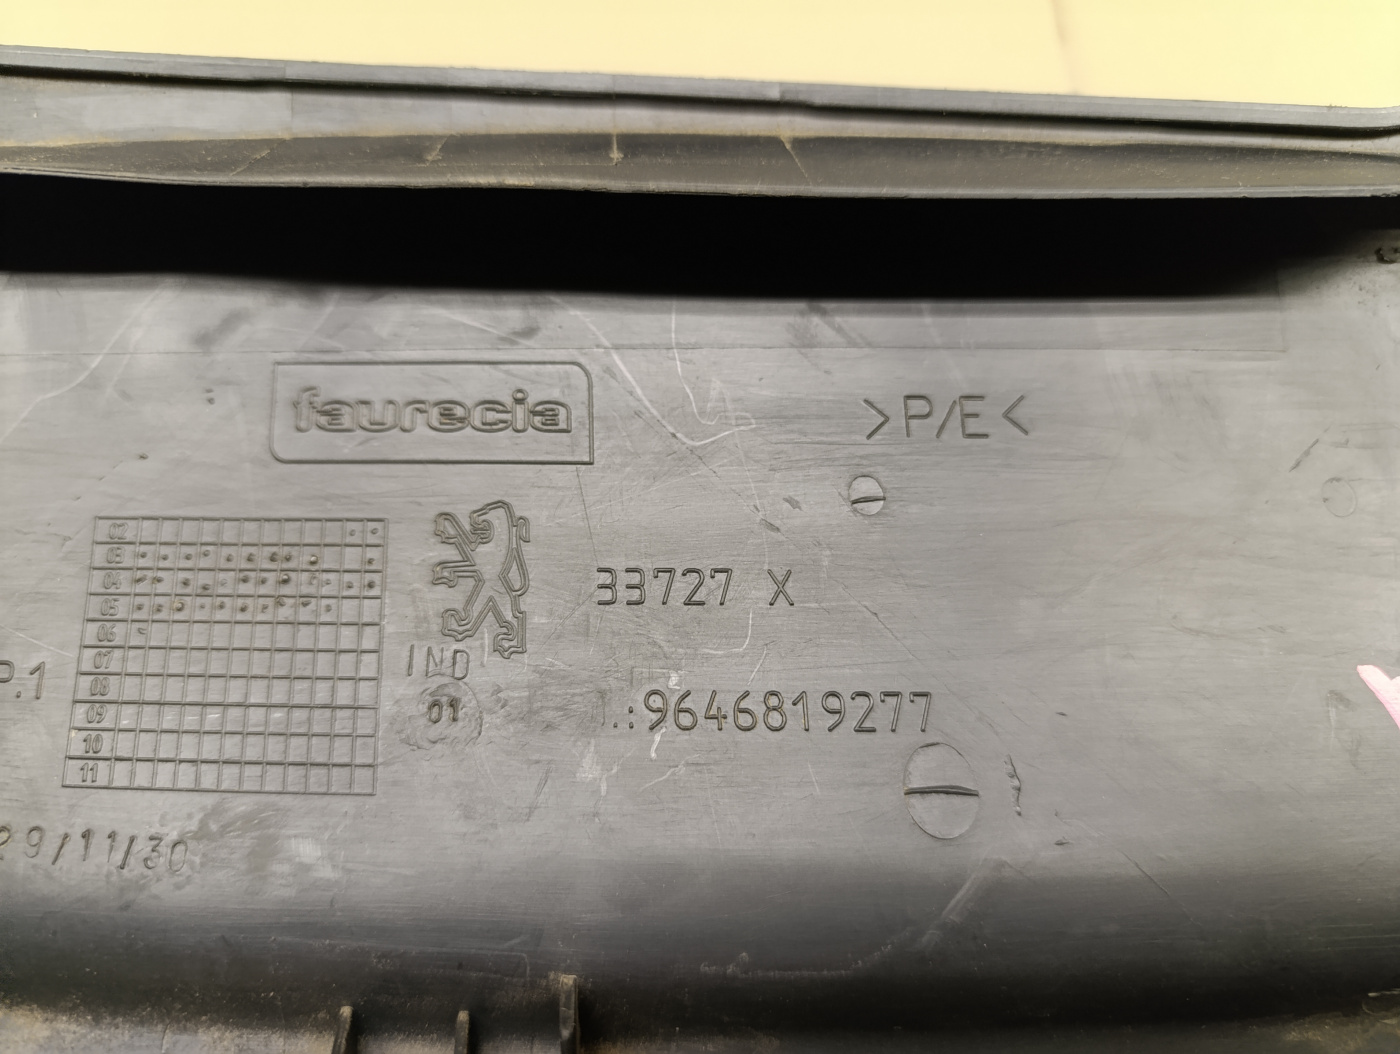 faurecia
>P/E<
02
03
04
05
06
07
08
09
10
11
33727 X
P.1
IND
01
.:9646819277
29/11/30